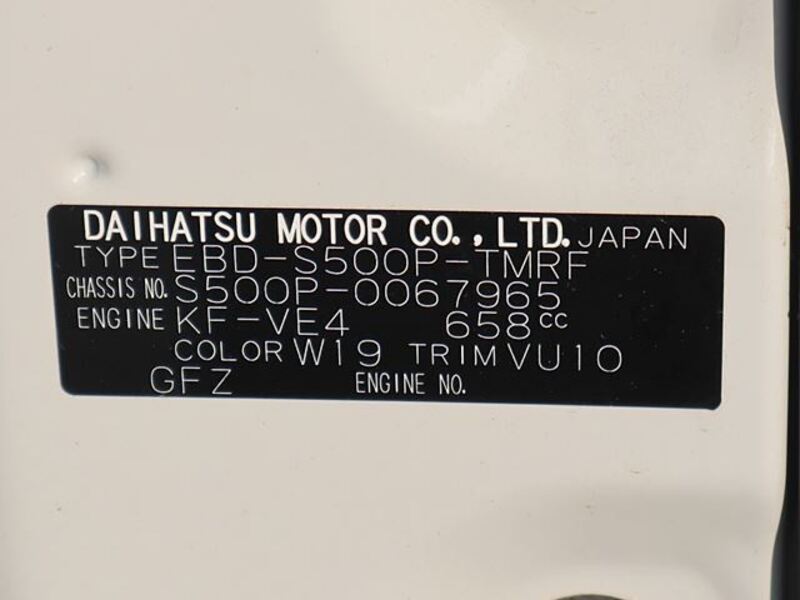 DAIHATSU MOTOR CO.,LTD. JAPAN
TYPE EBD-S500P-TMRF
CHASSIS NO. S500P-0067965
ENGINE KF-VE4 658cc
COLOR W19 TRIM VU10
GFZ ENGINE NO.